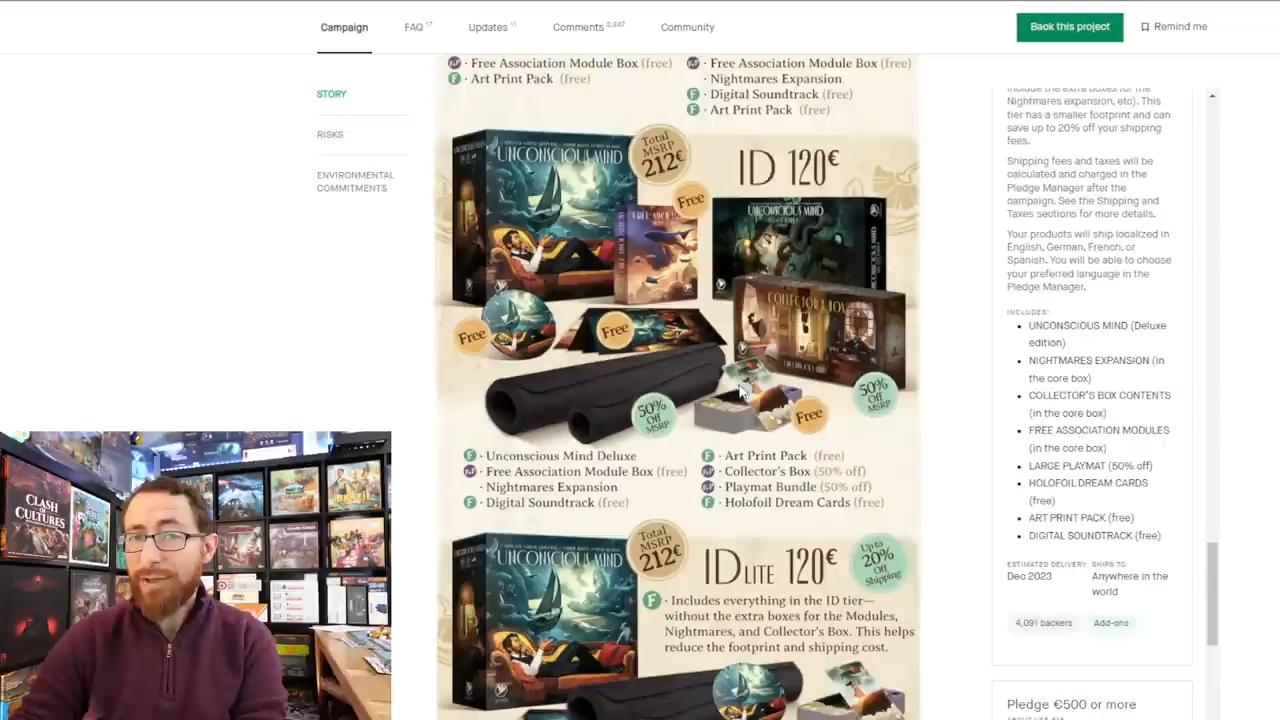 Campaign
FAQ 17
Updates 11
Comments 5,847
Community
Back this project
Remind me
STORY
RISKS
ENVIRONMENTAL
COMMITMENTS
F+F · Free Association Module Box (free)
F · Art Print Pack (free)
F+F · Free Association Module Box (free)
· Nightmares Expansion
F · Digital Soundtrack (free)
F · Art Print Pack (free)
UNCONSCIOUS MIND
Total
MSRP
212€
ID 120€
Free
UNCONSCIOUS MIND
COLLECTOR'S BOX
UNCONSCIOUS MIND
Free
Free
50%
Off
MSRP
Free
50%
Off
MSRP
F · Unconscious Mind Deluxe
F+F · Free Association Module Box (free)
· Nightmares Expansion
F · Digital Soundtrack (free)
F · Art Print Pack (free)
F+F · Collector's Box (50% off)
F+F · Playmat Bundle (50% off)
F · Holofoil Dream Cards (free)
UNCONSCIOUS MIND
Total
MSRP
212€
ID LITE 120€
Up to
20%
Off
Shipping
F · Includes everything in the ID tier—
without the extra boxes for the Modules,
Nightmares, and Collector's Box. This helps
reduce the footprint and shipping cost.
include the extra boxes for the
Nightmares expansion, etc). This
tier has a smaller footprint and can
save up to 20% off your shipping
fees.
Shipping fees and taxes will be
calculated and charged in the
Pledge Manager after the
campaign. See the Shipping and
Taxes sections for more details.
Your products will ship localized in
English, German, French, or
Spanish. You will be able to choose
your preferred language in the
Pledge Manager.
INCLUDES:
• UNCONSCIOUS MIND (Deluxe
edition)
• NIGHTMARES EXPANSION (in
the core box)
• COLLECTOR'S BOX CONTENTS
(in the core box)
• FREE ASSOCIATION MODULES
(in the core box)
• LARGE PLAYMAT (50% off)
• HOLOFOIL DREAM CARDS
(free)
• ART PRINT PACK (free)
• DIGITAL SOUNDTRACK (free)
ESTIMATED DELIVERY
Dec 2023
SHIPS TO
Anywhere in the
world
4,091 backers
Add-ons
Pledge €500 or more
CLASH
OF
CULTURES
BRAZIL